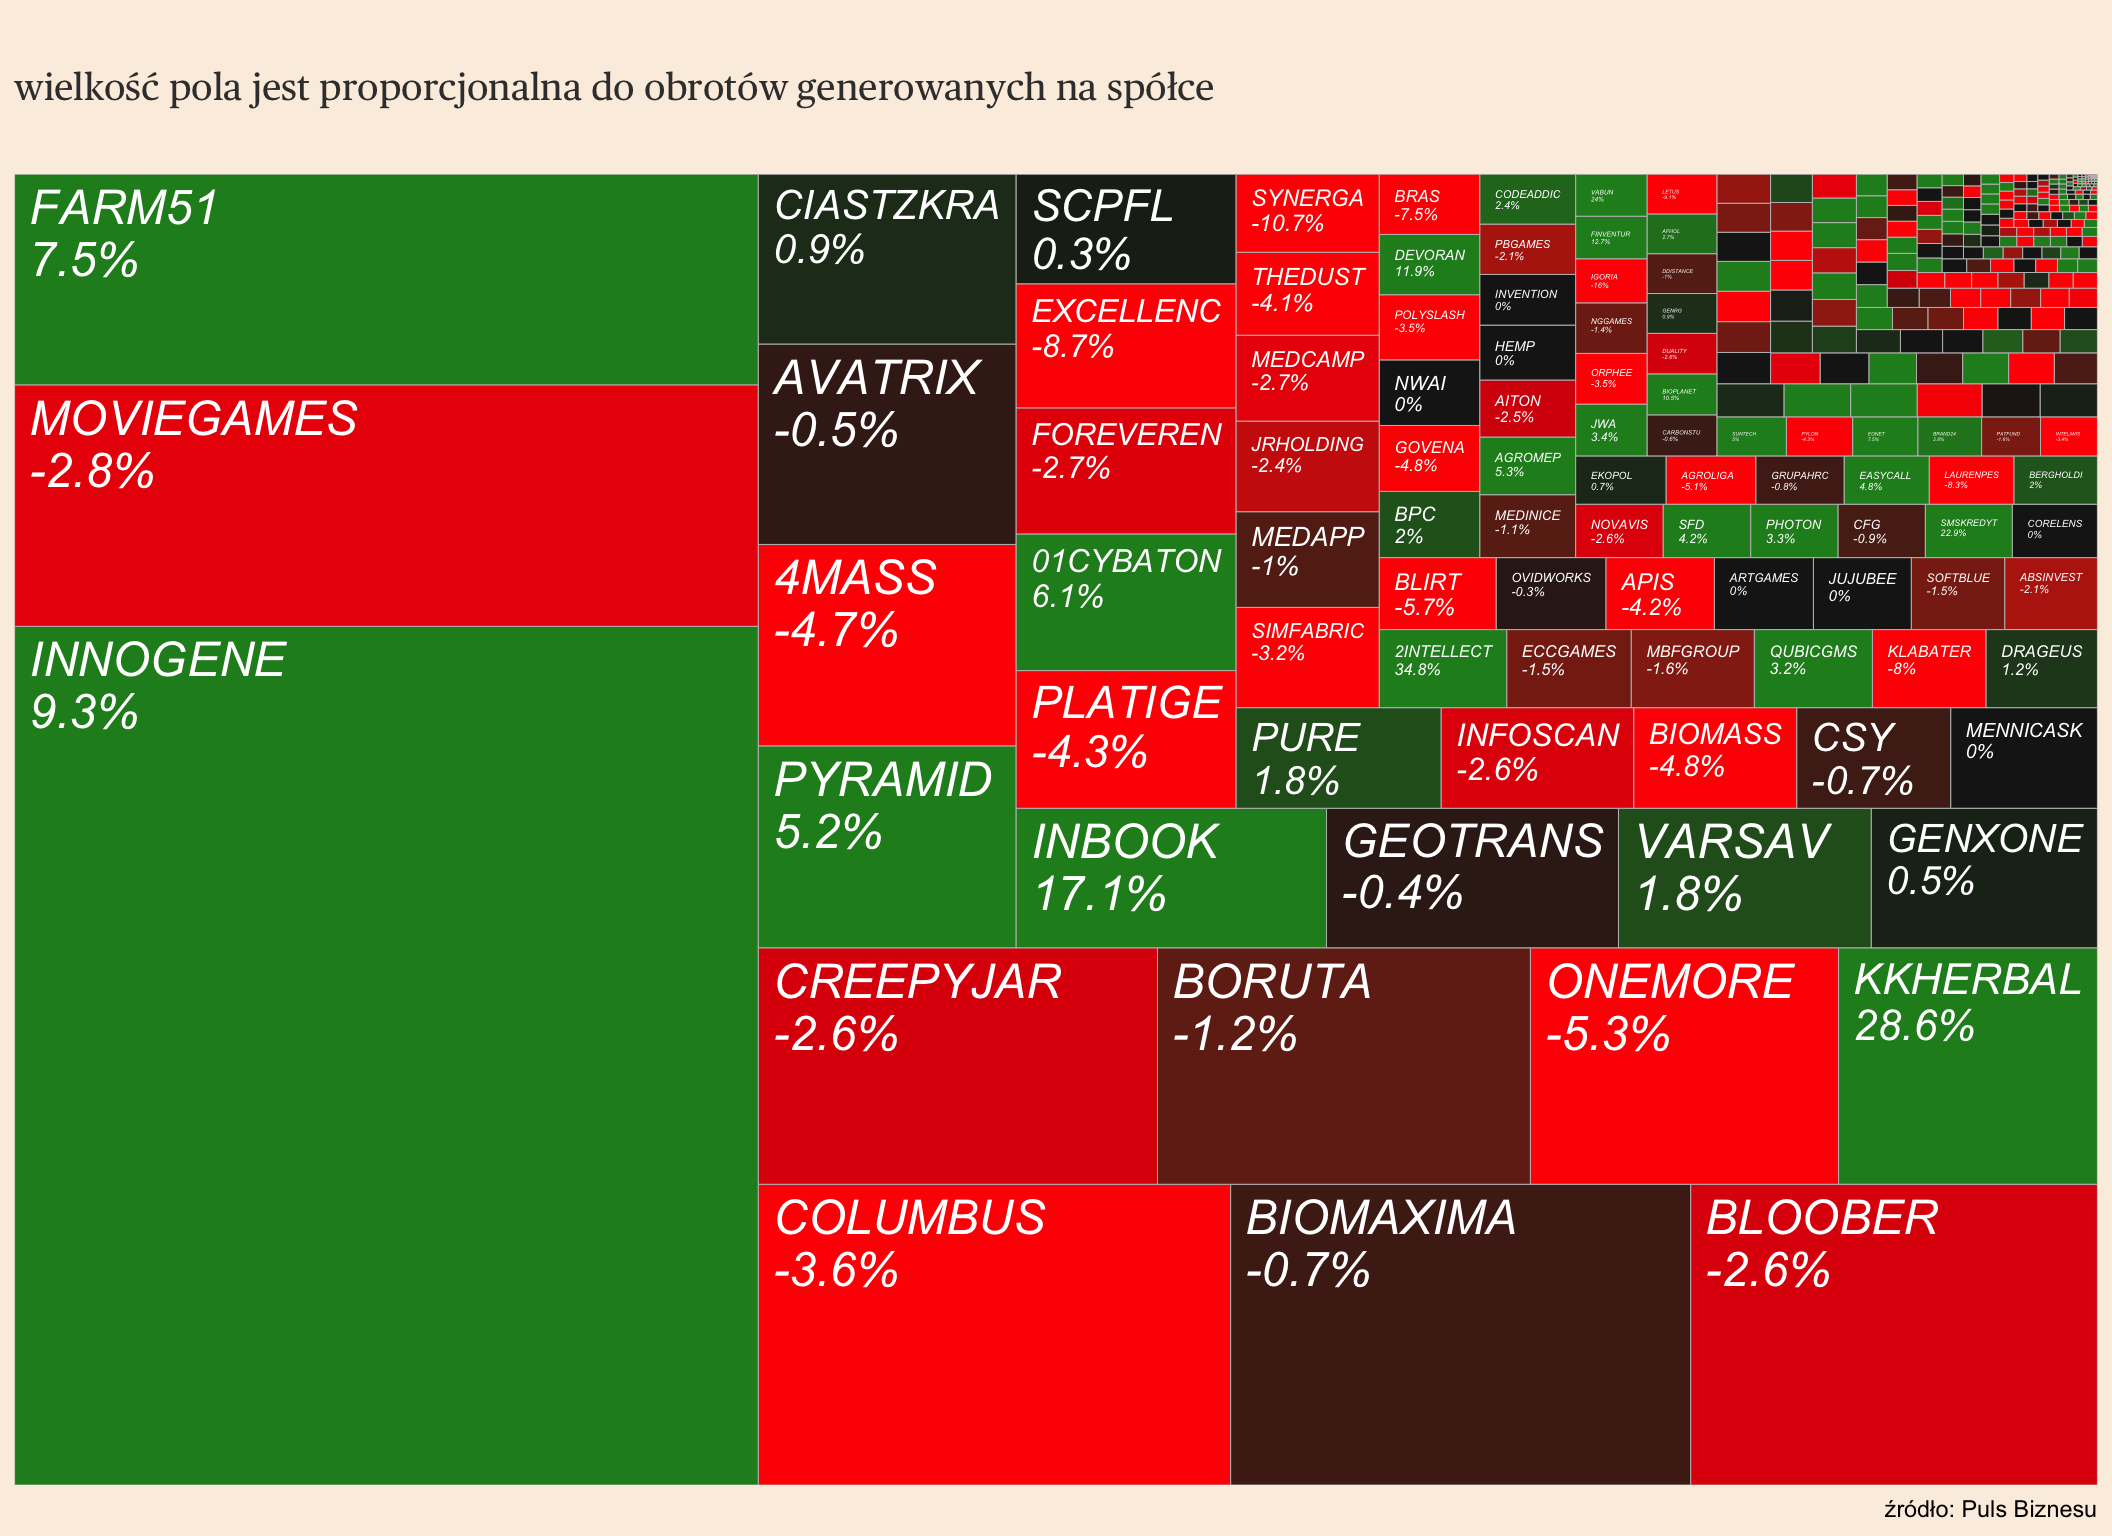 wielkość pola jest proporcjonalna do obrotów generowanych na spółce
FARM51
7.5%
MOVIEGAMES
-2.8%
INNOGENE
9.3%
CIASTZKRA
0.9%
AVATRIX
-0.5%
4MASS
-4.7%
PYRAMID
5.2%
SCPFL
0.3%
EXCELLENC
-8.7%
FOREVEREN
-2.7%
01CYBATON
6.1%
PLATIGE
-4.3%
SYNERGA
-10.7%
THEDUST
-4.1%
MEDCAMP
-2.7%
JRHOLDING
-2.4%
MEDAPP
-1%
SIMFABRIC
-3.2%
BRAS
-7.5%
DEVORAN
11.9%
POLYSLASH
-3.5%
NWAI
0%
GOVENA
-4.8%
BPC
2%
CODEADDIC
2.4%
PBGAMES
-2.1%
INVENTION
0%
HEMP
0%
AITON
-2.5%
AGROMEP
5.3%
MEDINICE
-1.1%
VABUN
24%
FINVENTUR
12.7%
IGORIA
-16%
NGGAMES
-1.4%
ORPHEE
-3.5%
JWA
3.4%
LETUS
AFHOL
2.7%
DDISTANCE
-1%
GENRG
0.9%
DUALITY
-2.6%
BIOPLANET
10.5%
CARBONSTU
-0.6%
SUNTECH
5%
PYLON
-4.3%
EONET
7.5%
BRAND24
2.8%
PATFUND
-1.6%
INTELIWIS
-3.4%
EKOPOL
0.7%
AGROLIGA
-5.1%
GRUPAHRC
-0.8%
EASYCALL
4.8%
LAURENPES
-8.3%
BERGHOLDI
2%
NOVAVIS
-2.6%
SFD
4.2%
PHOTON
3.3%
CFG
-0.9%
SMSKREDYT
22.9%
CORELENS
0%
BLIRT
-5.7%
OVIDWORKS
-0.3%
APIS
-4.2%
ARTGAMES
0%
JUJUBEE
0%
SOFTBLUE
-1.5%
ABSINVEST
-2.1%
2INTELLECT
34.8%
ECCGAMES
-1.5%
MBFGROUP
-1.6%
QUBICGMS
3.2%
KLABATER
-8%
DRAGEUS
1.2%
PURE
1.8%
INFOSCAN
-2.6%
BIOMASS
-4.8%
CSY
-0.7%
MENNICASK
0%
INBOOK
17.1%
GEOTRANS
-0.4%
VARSAV
1.8%
GENXONE
0.5%
CREEPYJAR
-2.6%
BORUTA
-1.2%
ONEMORE
-5.3%
KKHERBAL
28.6%
COLUMBUS
-3.6%
BIOMAXIMA
-0.7%
BLOOBER
-2.6%
źródło: Puls Biznesu